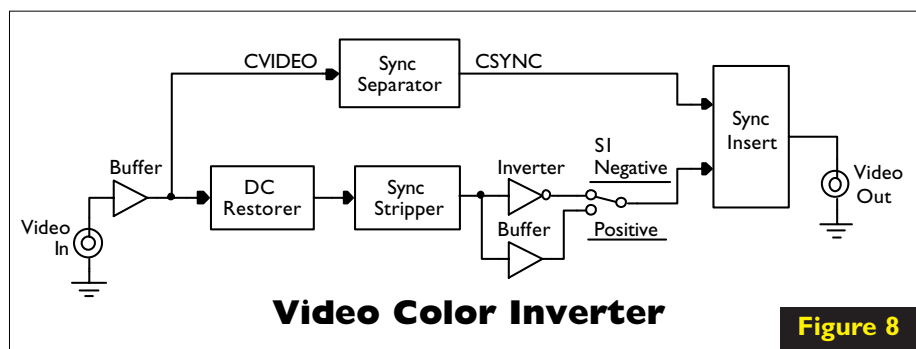 CVIDEO
Sync
Separator
CSYNC
Sync
Insert
Buffer
DC
Restorer
Sync
Stripper
Inverter
S1
Negative
Buffer
Positive
Video
In
Video
Out
Video Color Inverter
Figure 8